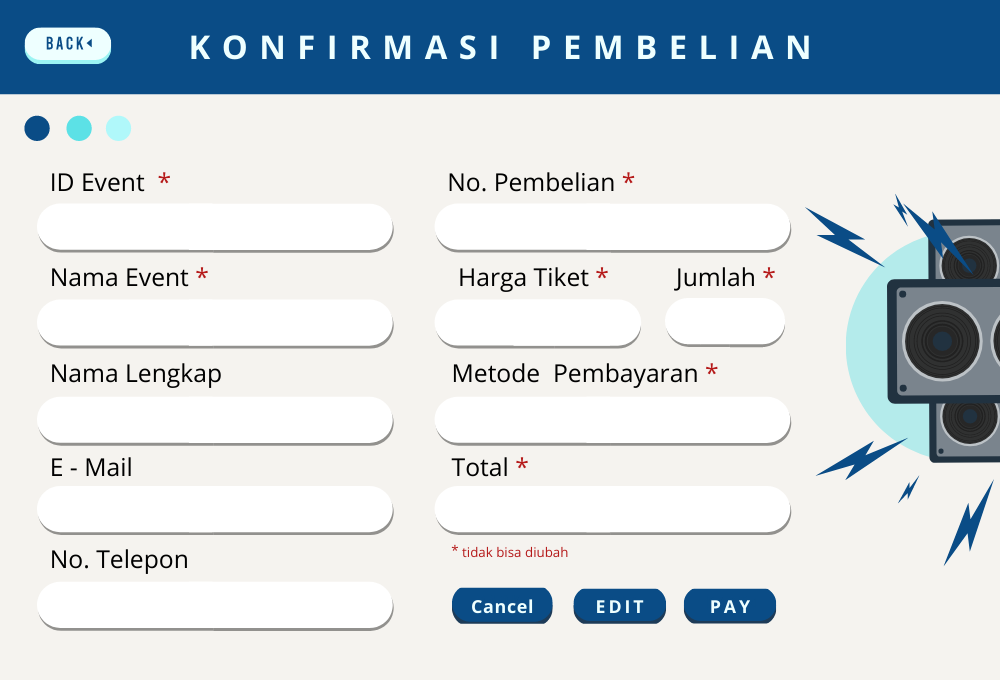 BACK
KONFIRMASI PEMBELIAN
ID Event *
No. Pembelian *
Nama Event *
Harga Tiket *
Jumlah *
Nama Lengkap
Metode Pembayaran *
E - Mail
Total *
* tidak bisa diubah
No. Telepon
Cancel
EDIT
PAY